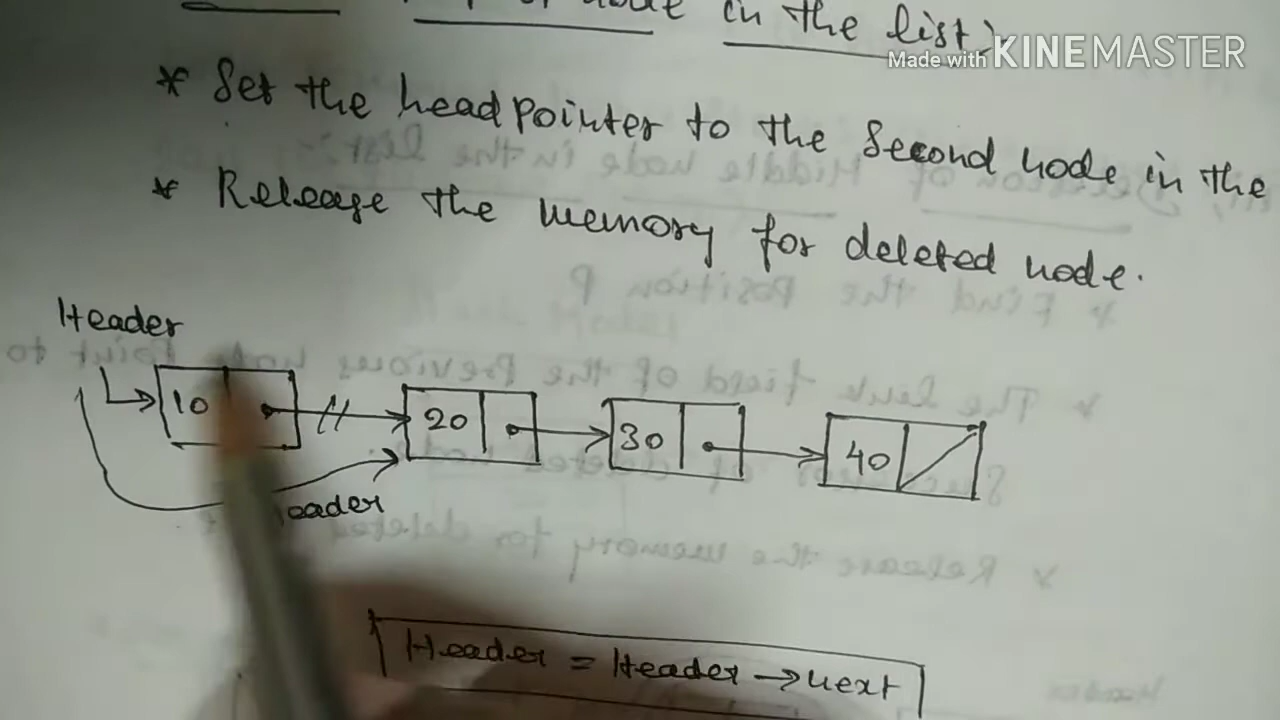 node in the list:
Made with KINEMASTER
* Set the head pointer to the Second node in the
* Release the memory for deleted node.
Header
10 20 30 40
eader
Header = Header → next